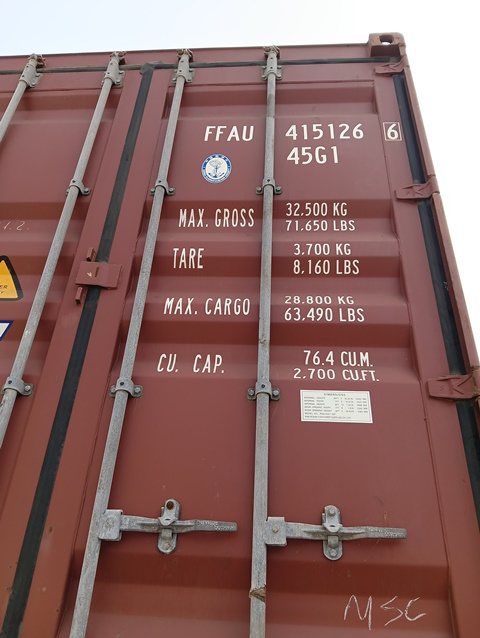 FFAU 415126 6
45G1
MAX. GROSS 32.500 KG
71.650 LBS
TARE 3.700 KG
8.160 LBS
MAX. CARGO 28.800 KG
63.490 LBS
CU. CAP. 76.4 CU.M.
2.700 CU.FT.
MSC